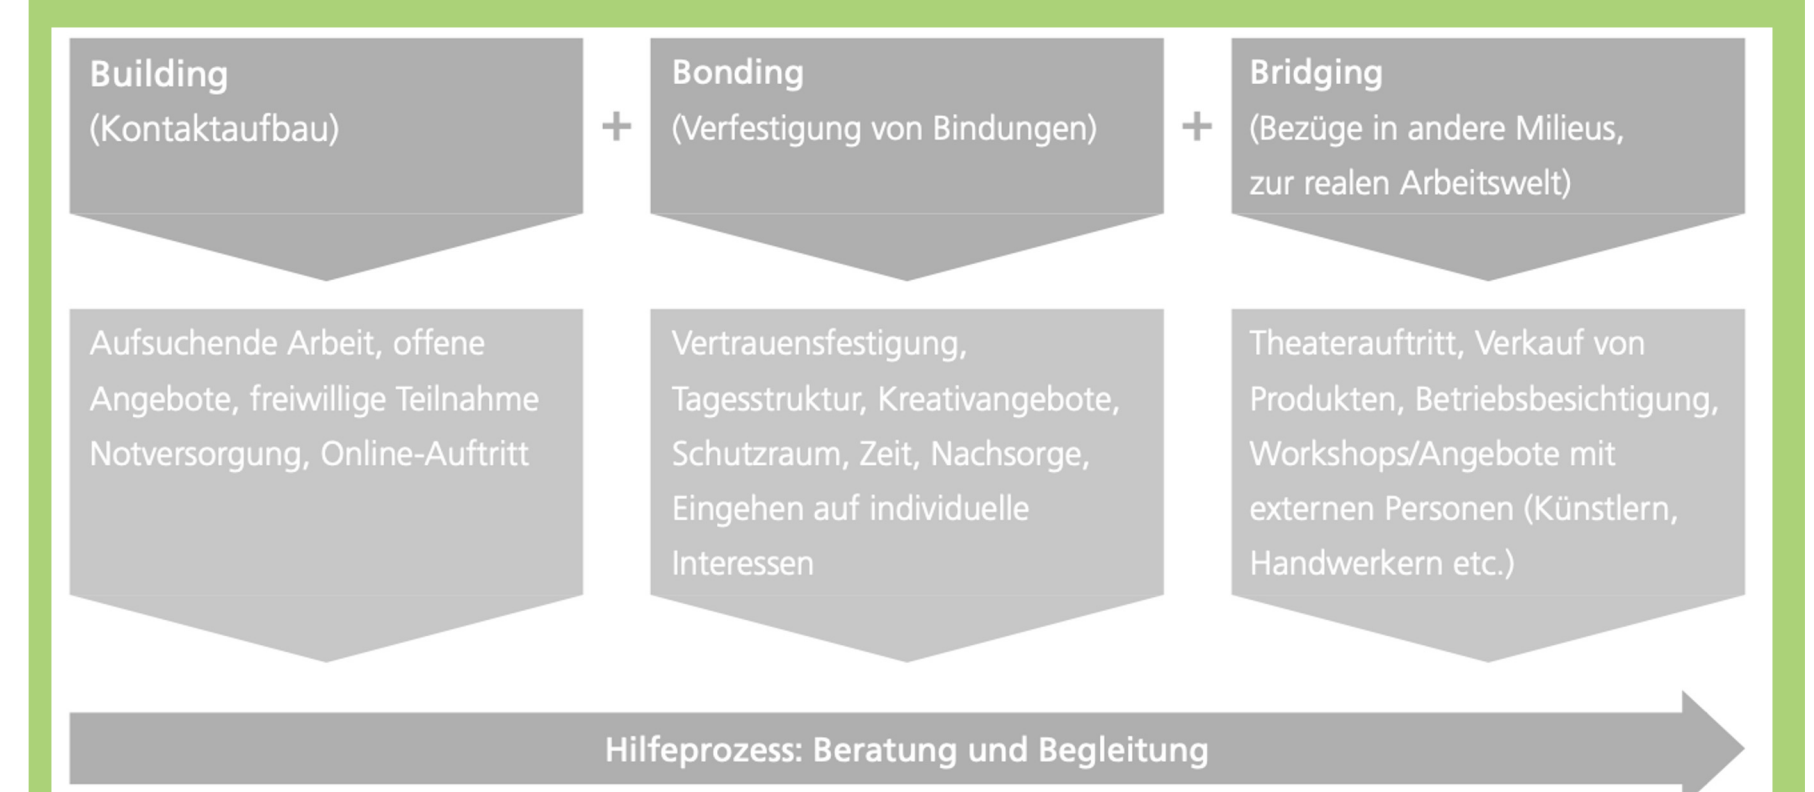 Building
(Kontaktaufbau)
+
Bonding
(Verfestigung von Bindungen)
+
Bridging
(Bezüge in andere Milieus,
zur realen Arbeitswelt)
Aufsuchende Arbeit, offene
Angebote, freiwillige Teilnahme
Notversorgung, Online-Auftritt
Vertrauensfestigung,
Tagesstruktur, Kreativangebote,
Schutzraum, Zeit, Nachsorge,
Eingehen auf individuelle
Interessen
Theaterauftritt, Verkauf von
Produkten, Betriebsbesichtigung,
Workshops/Angebote mit
externen Personen (Künstlern,
Handwerkern etc.)
Hilfeprozess: Beratung und Begleitung